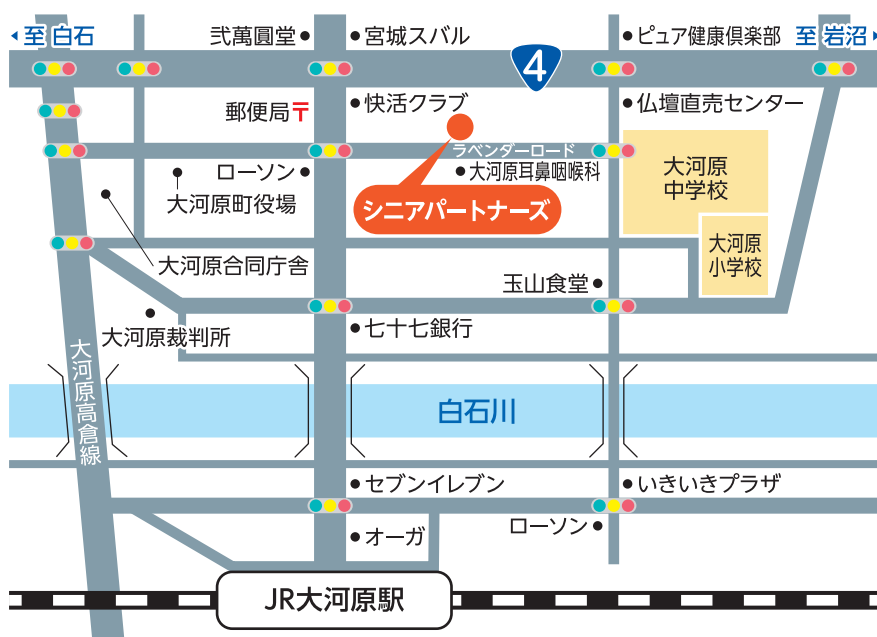 至 白石
弐萬圓堂
宮城スバル
ピュア健康倶楽部
至 岩沼
4
郵便局〒
快活クラブ
仏壇直売センター
ラベンダーロード
ローソン
大河原耳鼻咽喉科
大河原
中学校
大河原町役場
シニアパートナーズ
大河原
小学校
大河原合同庁舎
玉山食堂
大河原裁判所
七十七銀行
大河原高倉線
白石川
セブンイレブン
いきいきプラザ
オーガ
ローソン
JR大河原駅